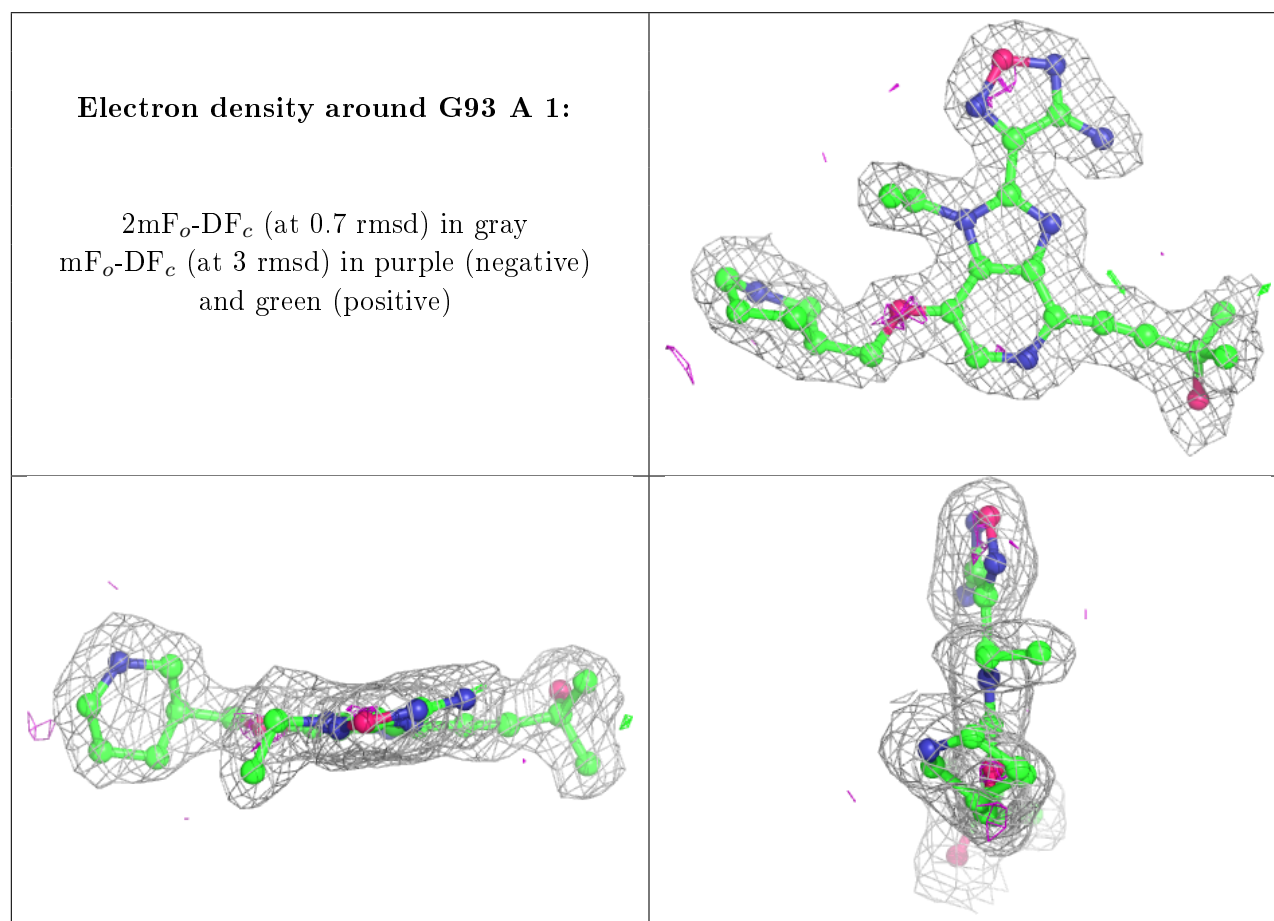 Electron density around G93 A 1:
2mFₒ-DF𝒸 (at 0.7 rmsd) in gray
mFₒ-DF𝒸 (at 3 rmsd) in purple (negative)
and green (positive)